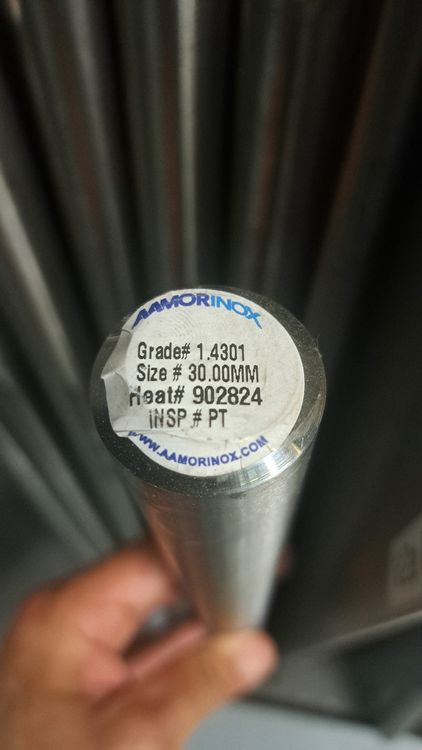 AAMORINOX
Grade# 1.4301
Size # 30.00MM
Heat# 902824
INSP # PT
WWW.AAMORINOX.COM